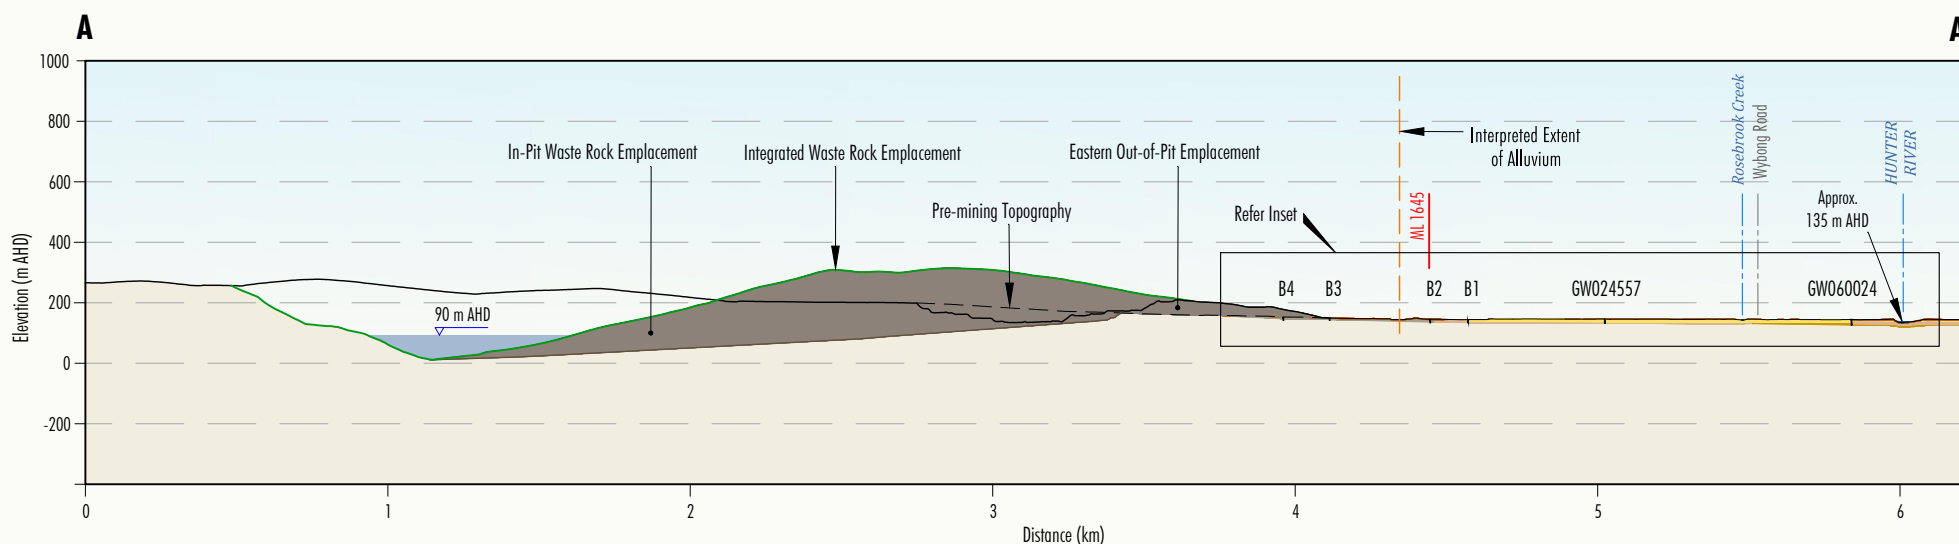 A
A
1000
800
600
400
200
0
-200
Elevation (m AHD)
In-Pit Waste Rock Emplacement
Integrated Waste Rock Emplacement
Eastern Out-of-Pit Emplacement
Pre-mining Topography
Refer Inset
Interpreted Extent
of Alluvium
ML 1645
Rosebrook Creek
Wybong Road
HUNTER
RIVER
Approx.
135 m AHD
90 m AHD
B4
B3
B2
B1
GW024557
GW060024
0
1
2
3
4
5
6
Distance (km)